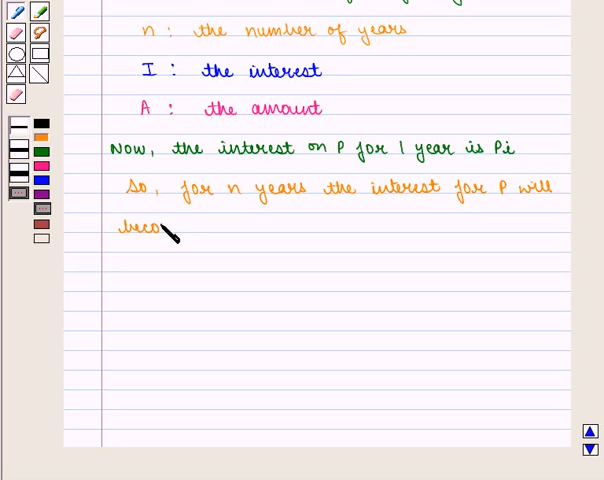 n : the number of years
I : the interest
A : the amount
Now, the interest on P for 1 year is Pi
So, for n years the interest for P will
beco